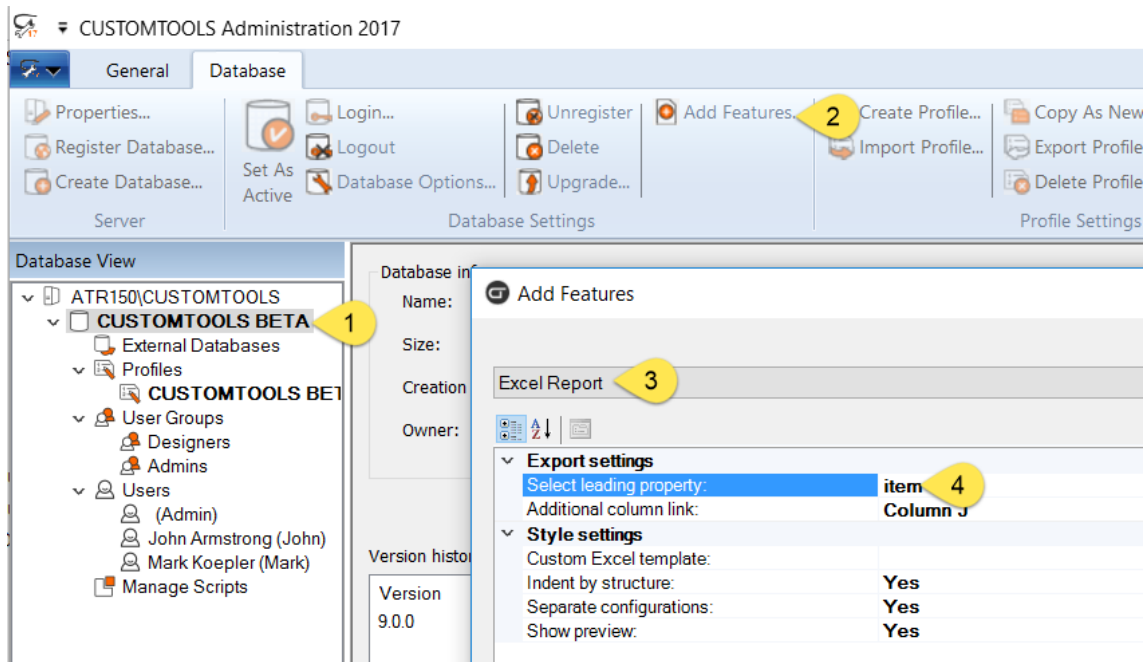 CUSTOMTOOLS Administration 2017
General Database
Properties...
Register Database...
Create Database...
Server
Set As
Active
Login...
Logout
Database Options...
Unregister
Delete
Upgrade...
Add Features.
2
Database Settings
Create Profile...
Import Profile...
Copy As New
Export Profile
Delete Profile
Profile Settings
Database View
ATR150\CUSTOMTOOLS
CUSTOMTOOLS BETA
1
External Databases
Profiles
CUSTOMTOOLS BET
User Groups
Designers
Admins
Users
(Admin)
John Armstrong (John)
Mark Koepler (Mark)
Manage Scripts
Database in
Name:
Size:
Creation
Owner:
Version histo
Version
9.0.0
Add Features
Excel Report
3
Export settings
Select leading property: item
4
Additional column link: Column J
Style settings
Custom Excel template:
Indent by structure: Yes
Separate configurations: Yes
Show preview: Yes